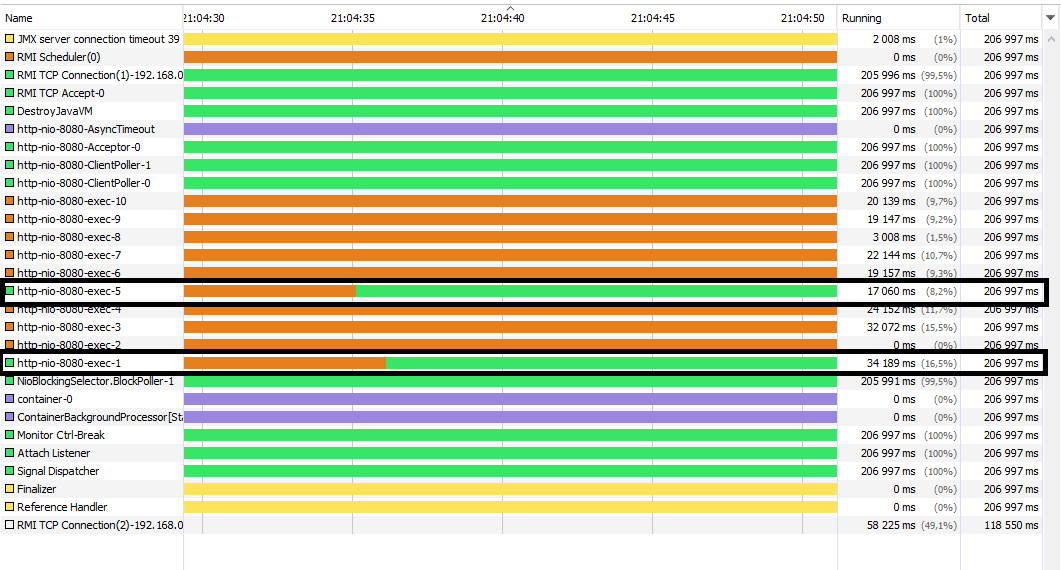 Name 21:04:30 21:04:35 21:04:40 21:04:45 21:04:50 Running Total
JMX server connection timeout 39 2 008 ms (1%) 206 997 ms
RMI Scheduler(0) 0 ms (0%) 206 997 ms
RMI TCP Connection(1)-192.168.0 205 996 ms (99,5%) 206 997 ms
RMI TCP Accept-0 206 997 ms (100%) 206 997 ms
DestroyJavaVM 206 997 ms (100%) 206 997 ms
http-nio-8080-AsyncTimeout 0 ms (0%) 206 997 ms
http-nio-8080-Acceptor-0 206 997 ms (100%) 206 997 ms
http-nio-8080-ClientPoller-1 206 997 ms (100%) 206 997 ms
http-nio-8080-ClientPoller-0 206 997 ms (100%) 206 997 ms
http-nio-8080-exec-10 20 139 ms (9,7%) 206 997 ms
http-nio-8080-exec-9 19 147 ms (9,2%) 206 997 ms
http-nio-8080-exec-8 3 008 ms (1,5%) 206 997 ms
http-nio-8080-exec-7 22 144 ms (10,7%) 206 997 ms
http-nio-8080-exec-6 19 157 ms (9,3%) 206 997 ms
http-nio-8080-exec-5 17 060 ms (8,2%) 206 997 ms
http-nio-8080-exec-4 24 152 ms (11,7%) 206 997 ms
http-nio-8080-exec-3 32 072 ms (15,5%) 206 997 ms
http-nio-8080-exec-2 0 ms (0%) 206 997 ms
http-nio-8080-exec-1 34 189 ms (16,5%) 206 997 ms
NioBlockingSelector.BlockPoller-1 205 991 ms (99,5%) 206 997 ms
container-0 0 ms (0%) 206 997 ms
ContainerBackgroundProcessor[Sta 0 ms (0%) 206 997 ms
Monitor Ctrl-Break 206 997 ms (100%) 206 997 ms
Attach Listener 206 997 ms (100%) 206 997 ms
Signal Dispatcher 206 997 ms (100%) 206 997 ms
Finalizer 0 ms (0%) 206 997 ms
Reference Handler 0 ms (0%) 206 997 ms
RMI TCP Connection(2)-192.168.0 58 225 ms (49,1%) 118 550 ms